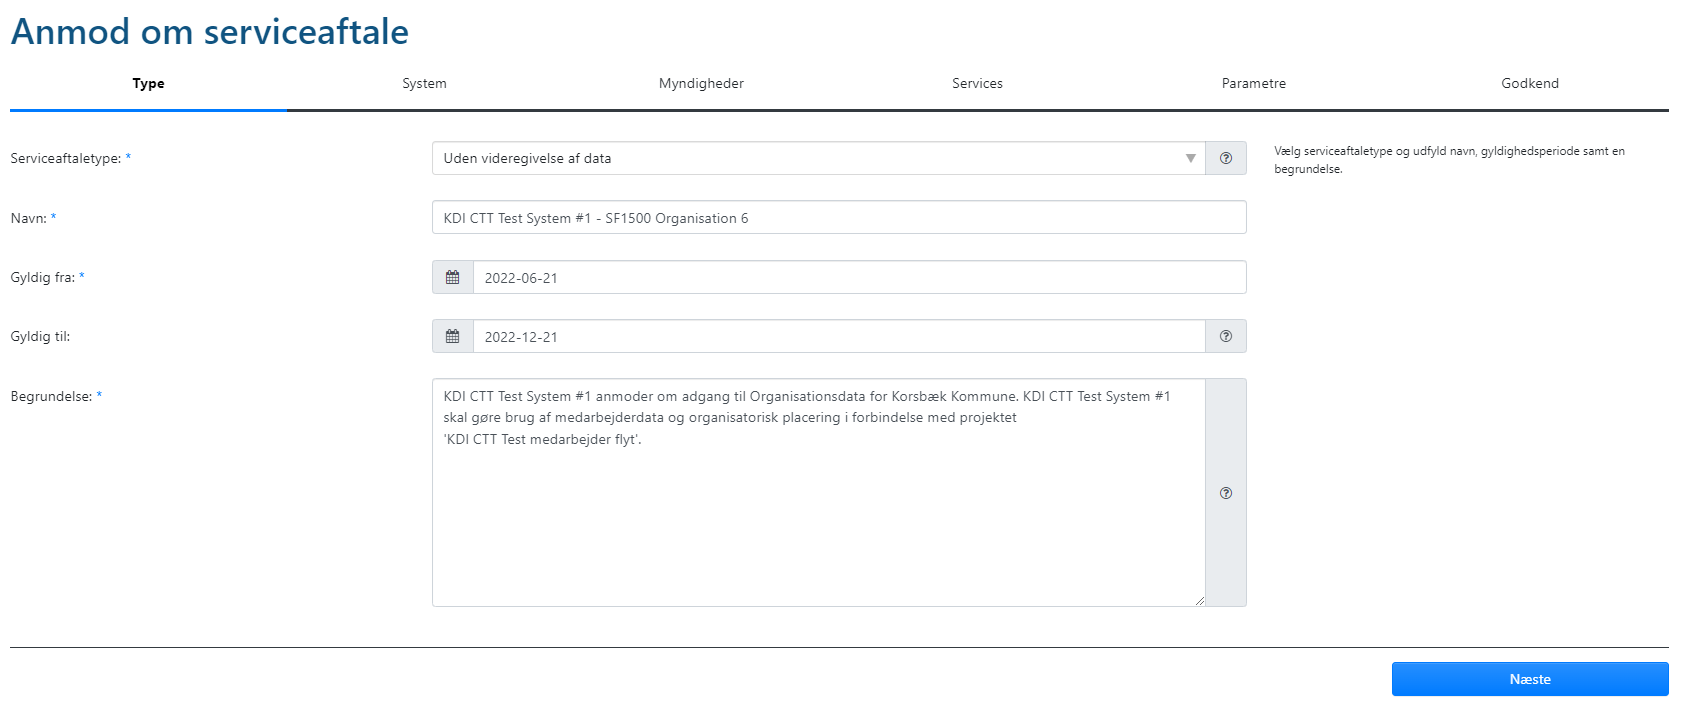 Anmod om serviceaftale
Type System Myndigheder Services Parametre Godkend
Serviceaftaletype: * Uden videregivelse af data
Vælg serviceaftaletype og udfyld navn, gyldighedsperiode samt en
begrundelse.
Navn: * KDI CTT Test System #1 - SF1500 Organisation 6
Gyldig fra: * 2022-06-21
Gyldig til: 2022-12-21
Begrundelse: * KDI CTT Test System #1 anmoder om adgang til Organisationsdata for Korsbæk Kommune. KDI CTT Test System #1
skal gøre brug af medarbejderdata og organisatorisk placering i forbindelse med projektet
'KDI CTT Test medarbejder flyt'.
Næste